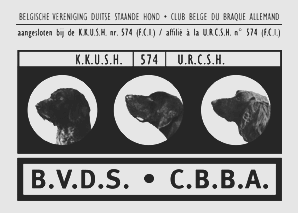 BELGISCHE VERENIGING DUITSE STAANDE HOND • CLUB BELGE DU BRAQUE ALLEMAND
aangesloten bij de K.K.U.S.H. nr. 574 (F.C.I.) / affilié à la U.R.C.S.H. n° 574 (F.C.I.)
K.K.U.S.H. 574 U.R.C.S.H.
B.V.D.S. • C.B.B.A.